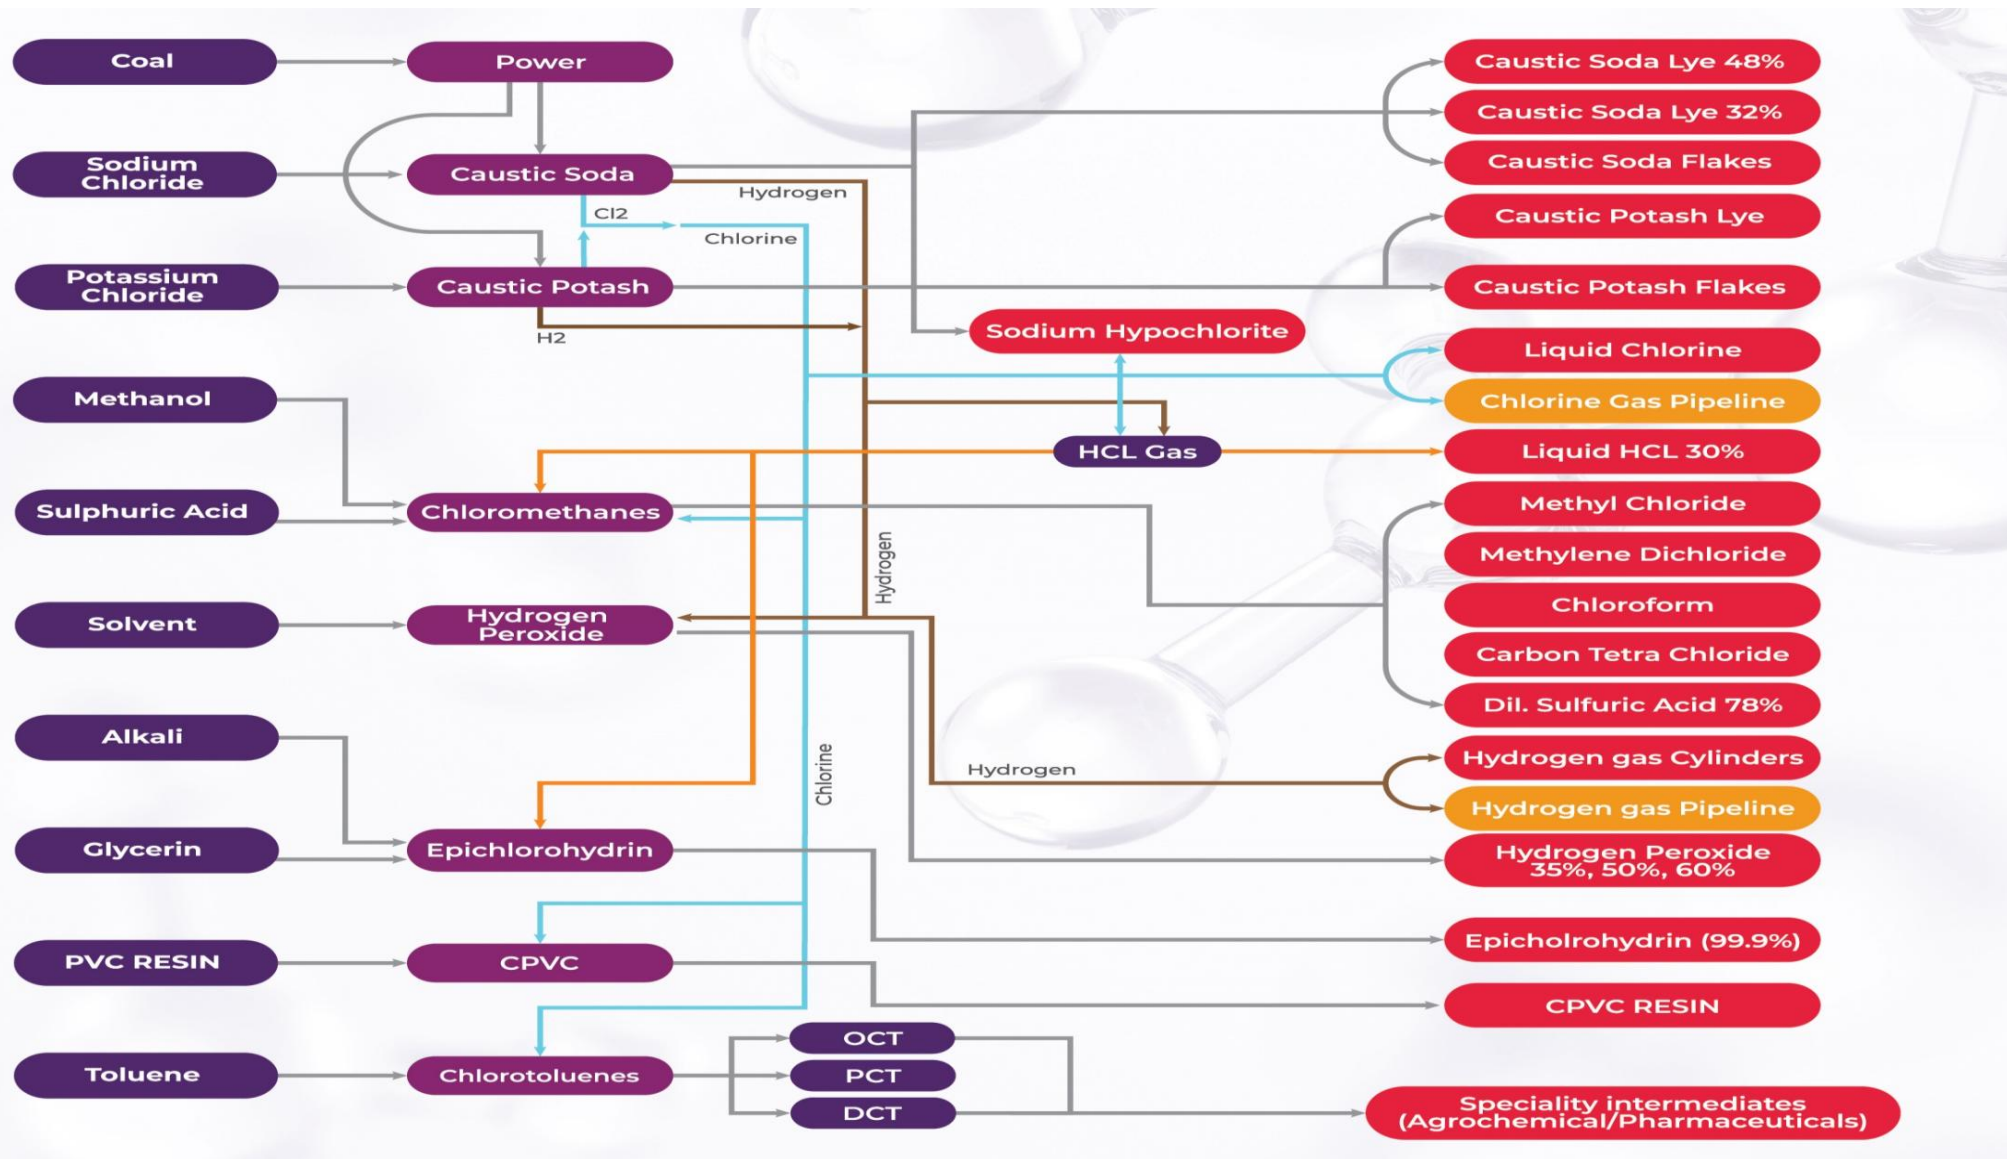 Coal
Power
Caustic Soda Lye 48%
Caustic Soda Lye 32%
Sodium
Chloride
Caustic Soda
Hydrogen
Caustic Soda Flakes
Cl2
Chlorine
Caustic Potash Lye
Potassium
Chloride
Caustic Potash
H2
Caustic Potash Flakes
Sodium Hypochlorite
Liquid Chlorine
Methanol
Chlorine Gas Pipeline
HCL Gas
Liquid HCL 30%
Sulphuric Acid
Chloromethanes
Methyl Chloride
Methylene Dichloride
Hydrogen
Chloroform
Solvent
Hydrogen
Peroxide
Carbon Tetra Chloride
Dil. Sulfuric Acid 78%
Alkali
Chlorine
Hydrogen
Hydrogen gas Cylinders
Hydrogen gas Pipeline
Glycerin
Epichlorohydrin
Hydrogen Peroxide
35%, 50%, 60%
Epicholrohydrin (99.9%)
PVC RESIN
CPVC
CPVC RESIN
Toluene
Chlorotoluenes
OCT
PCT
DCT
Speciality intermediates
(Agrochemical/Pharmaceuticals)